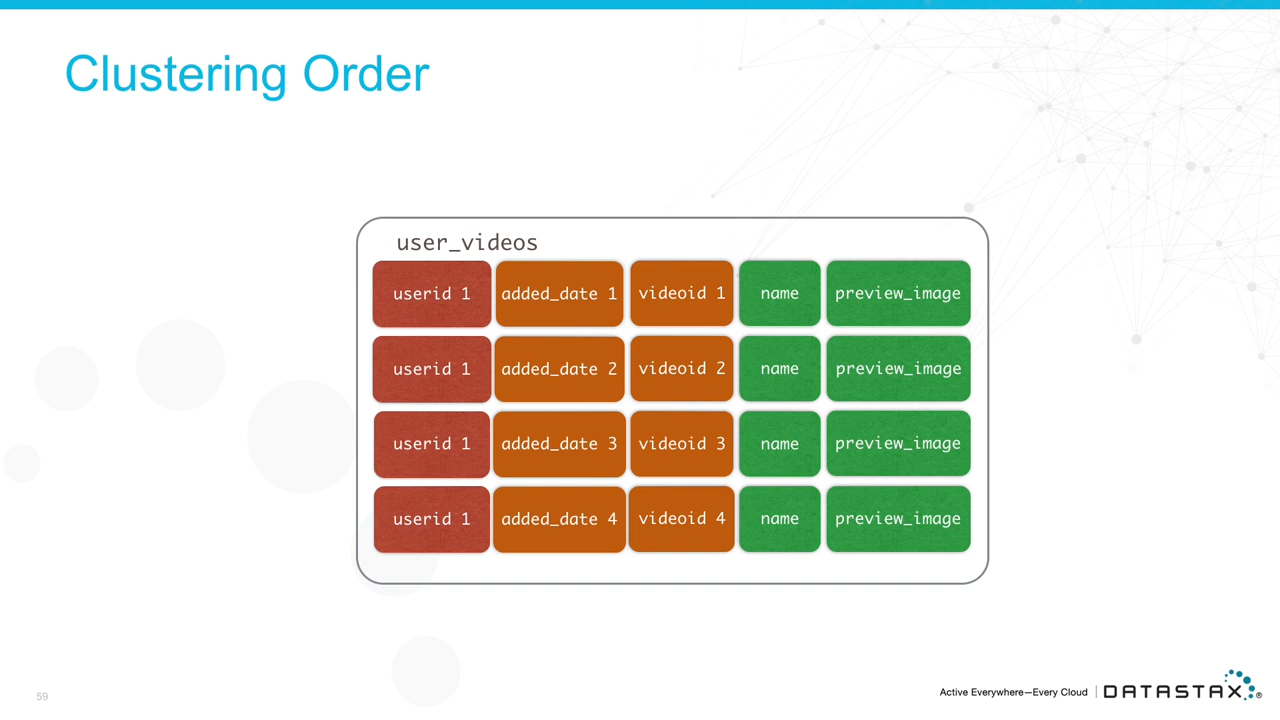 Clustering Order
user_videos
userid 1 added_date 1 videoid 1 name preview_image
userid 1 added_date 2 videoid 2 name preview_image
userid 1 added_date 3 videoid 3 name preview_image
userid 1 added_date 4 videoid 4 name preview_image
59
Active Everywhere—Every Cloud | DATASTAX®